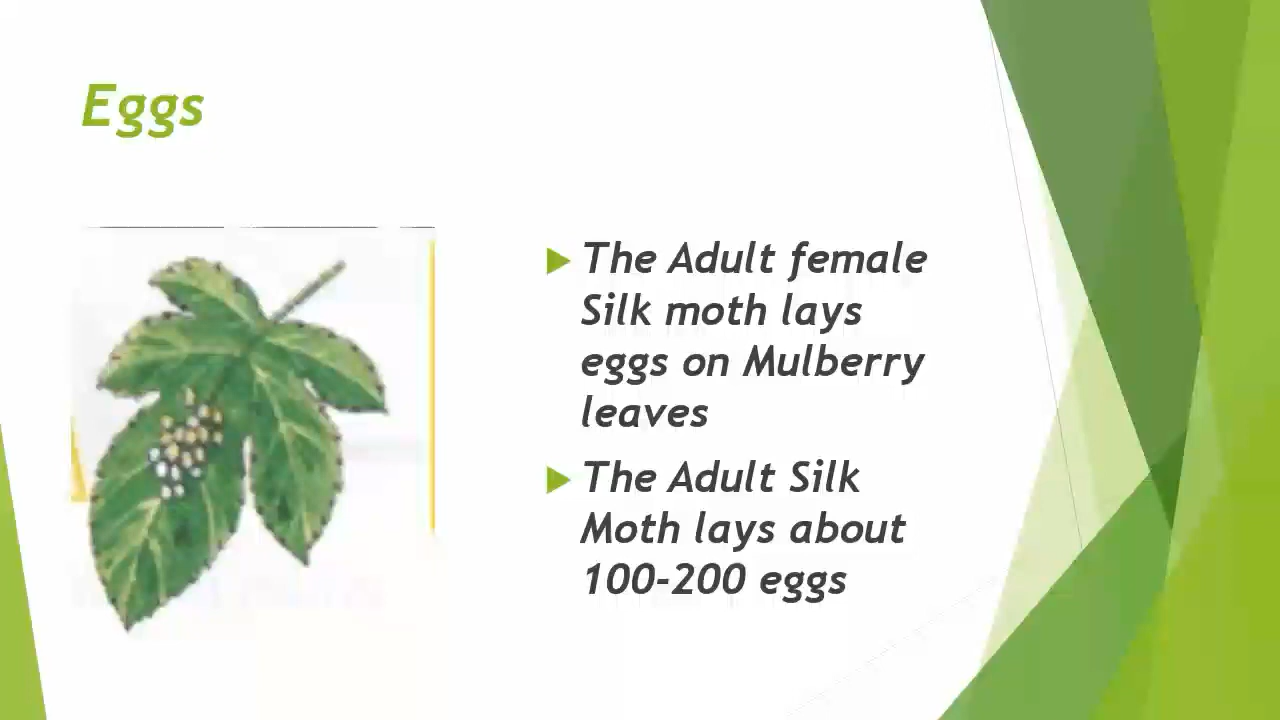 Eggs
The Adult female
Silk moth lays
eggs on Mulberry
leaves
The Adult Silk
Moth lays about
100-200 eggs